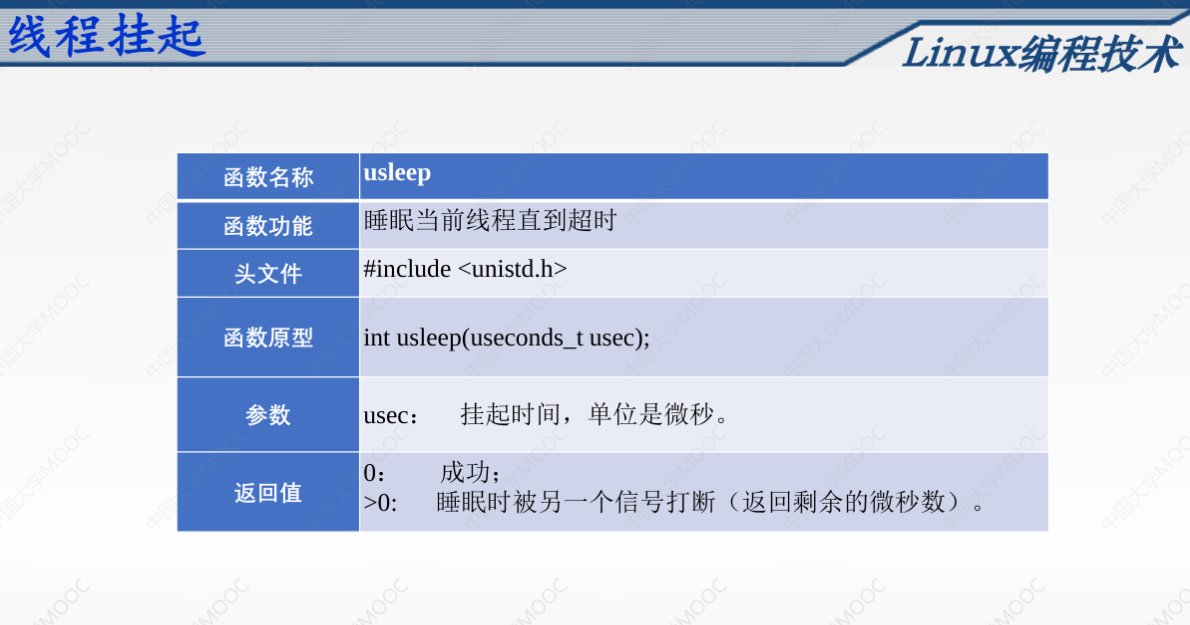 线程挂起
Linux编程技术
函数名称 usleep
函数功能 睡眠当前线程直到超时
头文件 #include <unistd.h>
函数原型 int usleep(useconds_t usec);
参数 usec： 挂起时间，单位是微秒。
返回值 0： 成功；
>0: 睡眠时被另一个信号打断（返回剩余的微秒数）。
中国大学MOOC